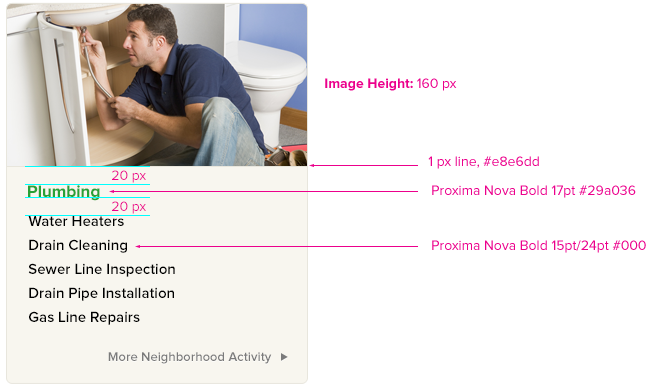 Image Height: 160 px
1 px line, #e8e6dd
20 px
Plumbing
Proxima Nova Bold 17pt #29a036
20 px
Water Heaters
Drain Cleaning
Proxima Nova Bold 15pt/24pt #000
Sewer Line Inspection
Drain Pipe Installation
Gas Line Repairs
More Neighborhood Activity